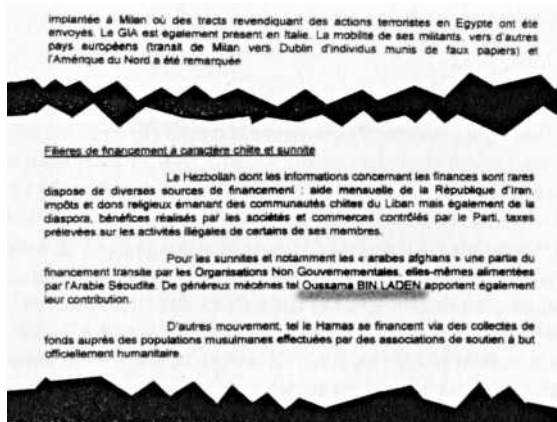 implantée à Milan où des tracts revendiquant des actions terroristes en Egypte ont été
envoyés. Le GIA est également présent en Italie. La mobilité de ses militants, vers d'autres
pays européens (transit de Milan vers Dublin d'individus munis de faux papiers) et
l'Amérique du Nord a été remarquée
Filières de financement à caractère chiite et sunnite
Le Hezbollah dont les informations concernant les finances sont rares
dispose de diverses sources de financement : aide mensuelle de la République d'Iran,
impôts et dons religieux émanant des communautés chiites du Liban mais également de la
diaspora, bénéfices réalisés par les sociétés et commerces contrôlés par le Parti, taxes
prélevées sur les activités illégales de certains de ses membres.
Pour les sunnites et notamment les « arabes afghans » une partie du
financement transite par les Organisations Non Gouvernementales, elles-mêmes alimentées
par l'Arabie Séoudite. De généreux mécènes tel Oussama BIN LADEN apportent également
leur contribution.
D'autres mouvement, tel le Hamas se financent via des collectes de
fonds auprès des populations musulmanes effectuées par des associations de soutien à but
officiellement humanitaire.